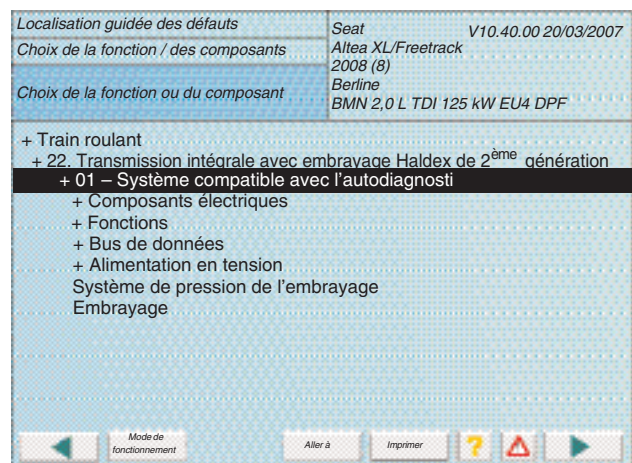 Localisation guidée des défauts
Choix de la fonction / des composants
Choix de la fonction ou du composant
Seat V10.40.00 20/03/2007
Altea XL/Freetrack
2008 (8)
Berline
BMN 2,0 L TDI 125 kW EU4 DPF
+ Train roulant
+ 22. Transmission intégrale avec embrayage Haldex de 2ème génération
+ 01 – Système compatible avec l'autodiagnosti
+ Composants électriques
+ Fonctions
+ Bus de données
+ Alimentation en tension
Système de pression de l'embrayage
Embrayage
Mode de
fonctionnement
Aller à
Imprimer
?